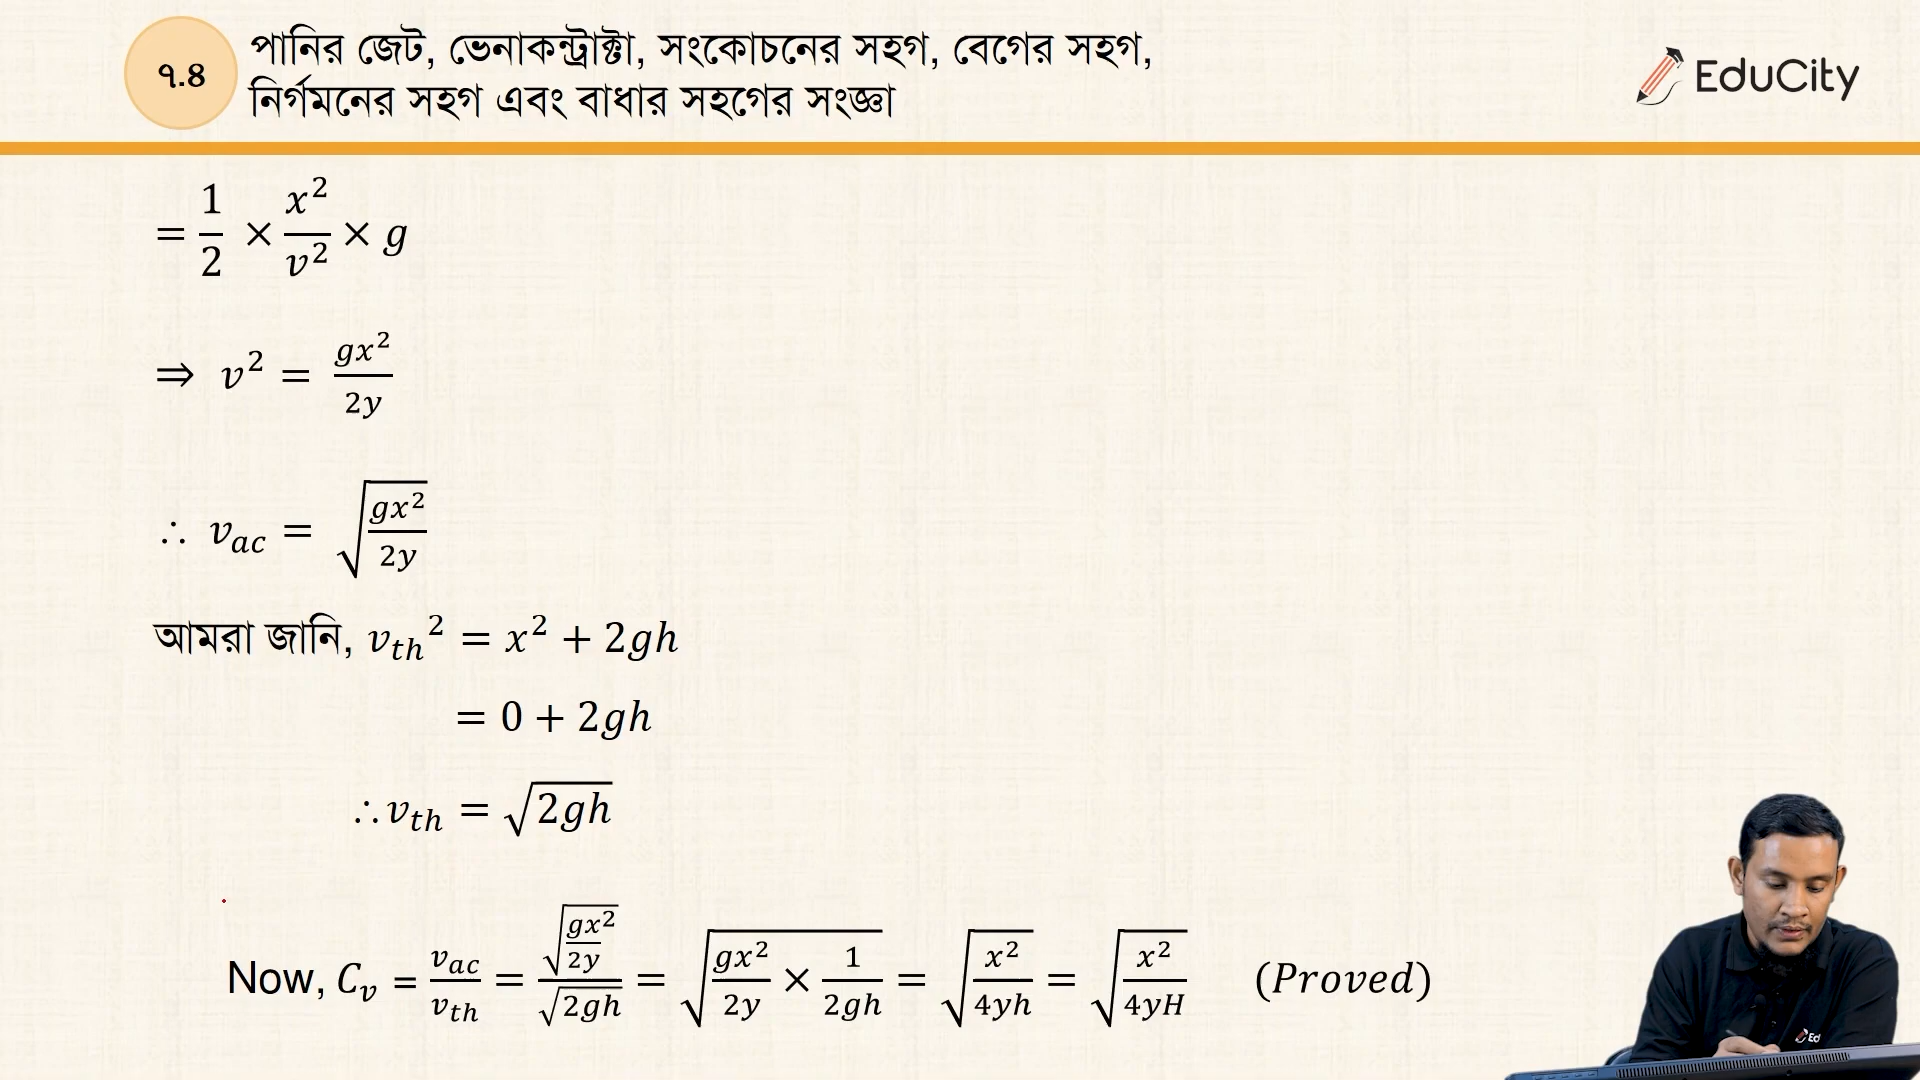 ৭.৪
পানির জেট, ভেনাকন্ট্রাক্টা, সংকোচনের সহগ, বেগের সহগ,
নির্গমনের সহগ এবং বাধার সহগের সংজ্ঞা
EduCity
= 1/2 × x²/v² × g
⇒ v² = gx²/2y
∴ v_ac = √(gx²/2y)
আমরা জানি, v_th² = x² + 2gh
= 0 + 2gh
∴ v_th = √(2gh)
Now, C_v = v_ac/v_th = √(gx²/2y)/√(2gh) = √(gx²/2y × 1/2gh) = √(x²/4yh) = √(x²/4yH) (Proved)
Ed